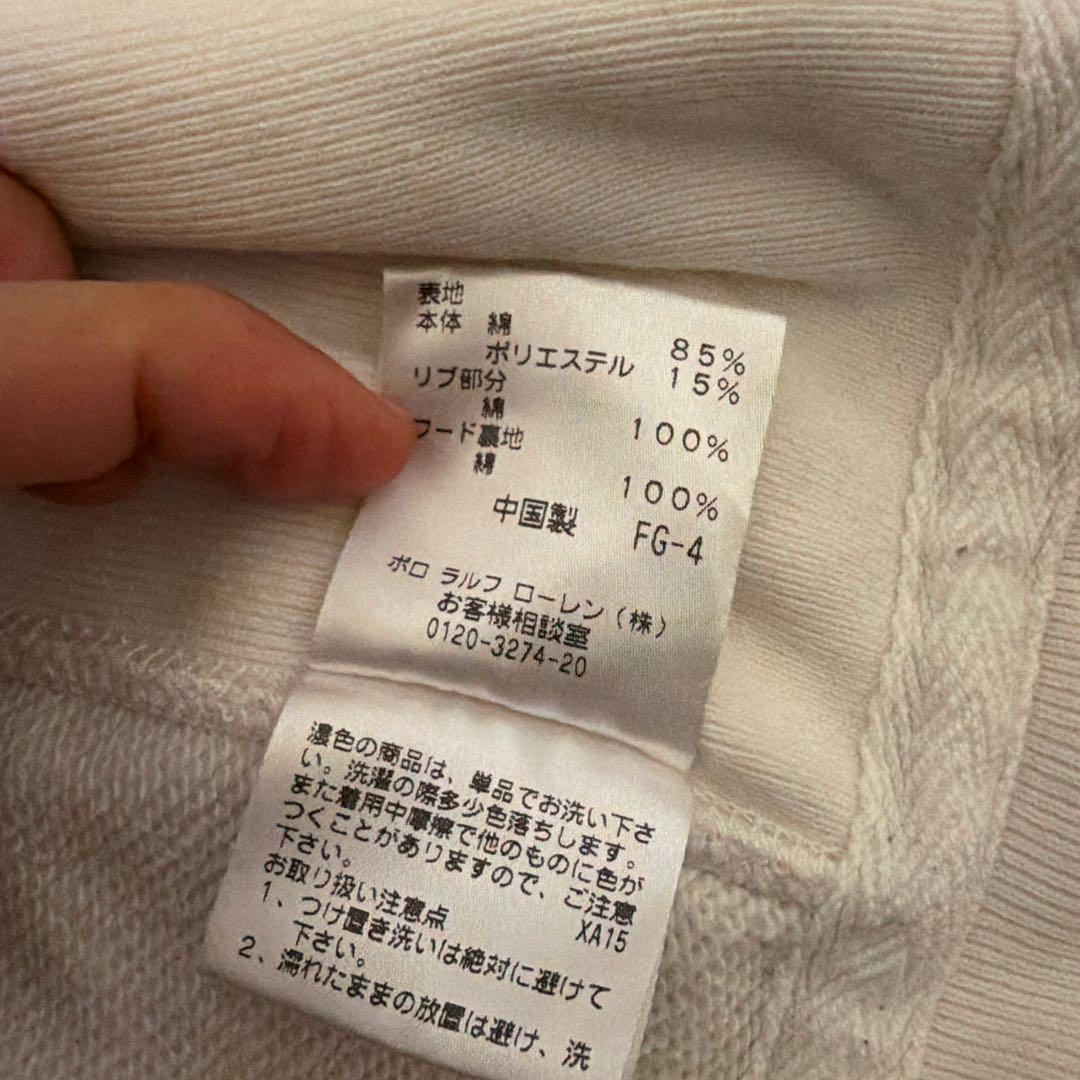 表地
本体 綿 85%
ポリエステル 15%
リブ部分
綿 100%
フード裏地
綿 100%
中国製 FG-4
ポロ ラルフ ローレン(株)
お客様相談室
0120-3274-20
濃色の商品は、単品でお洗い下さ
い。洗濯の際多少色落ちします。
また着用中摩擦で他のものに色が
つくことがありますので、ご注意
下さい。 XA15
お取り扱い注意点
1、つけ置き洗いは絶対に避けて
下さい。
2、濡れたままの放置は避け、洗